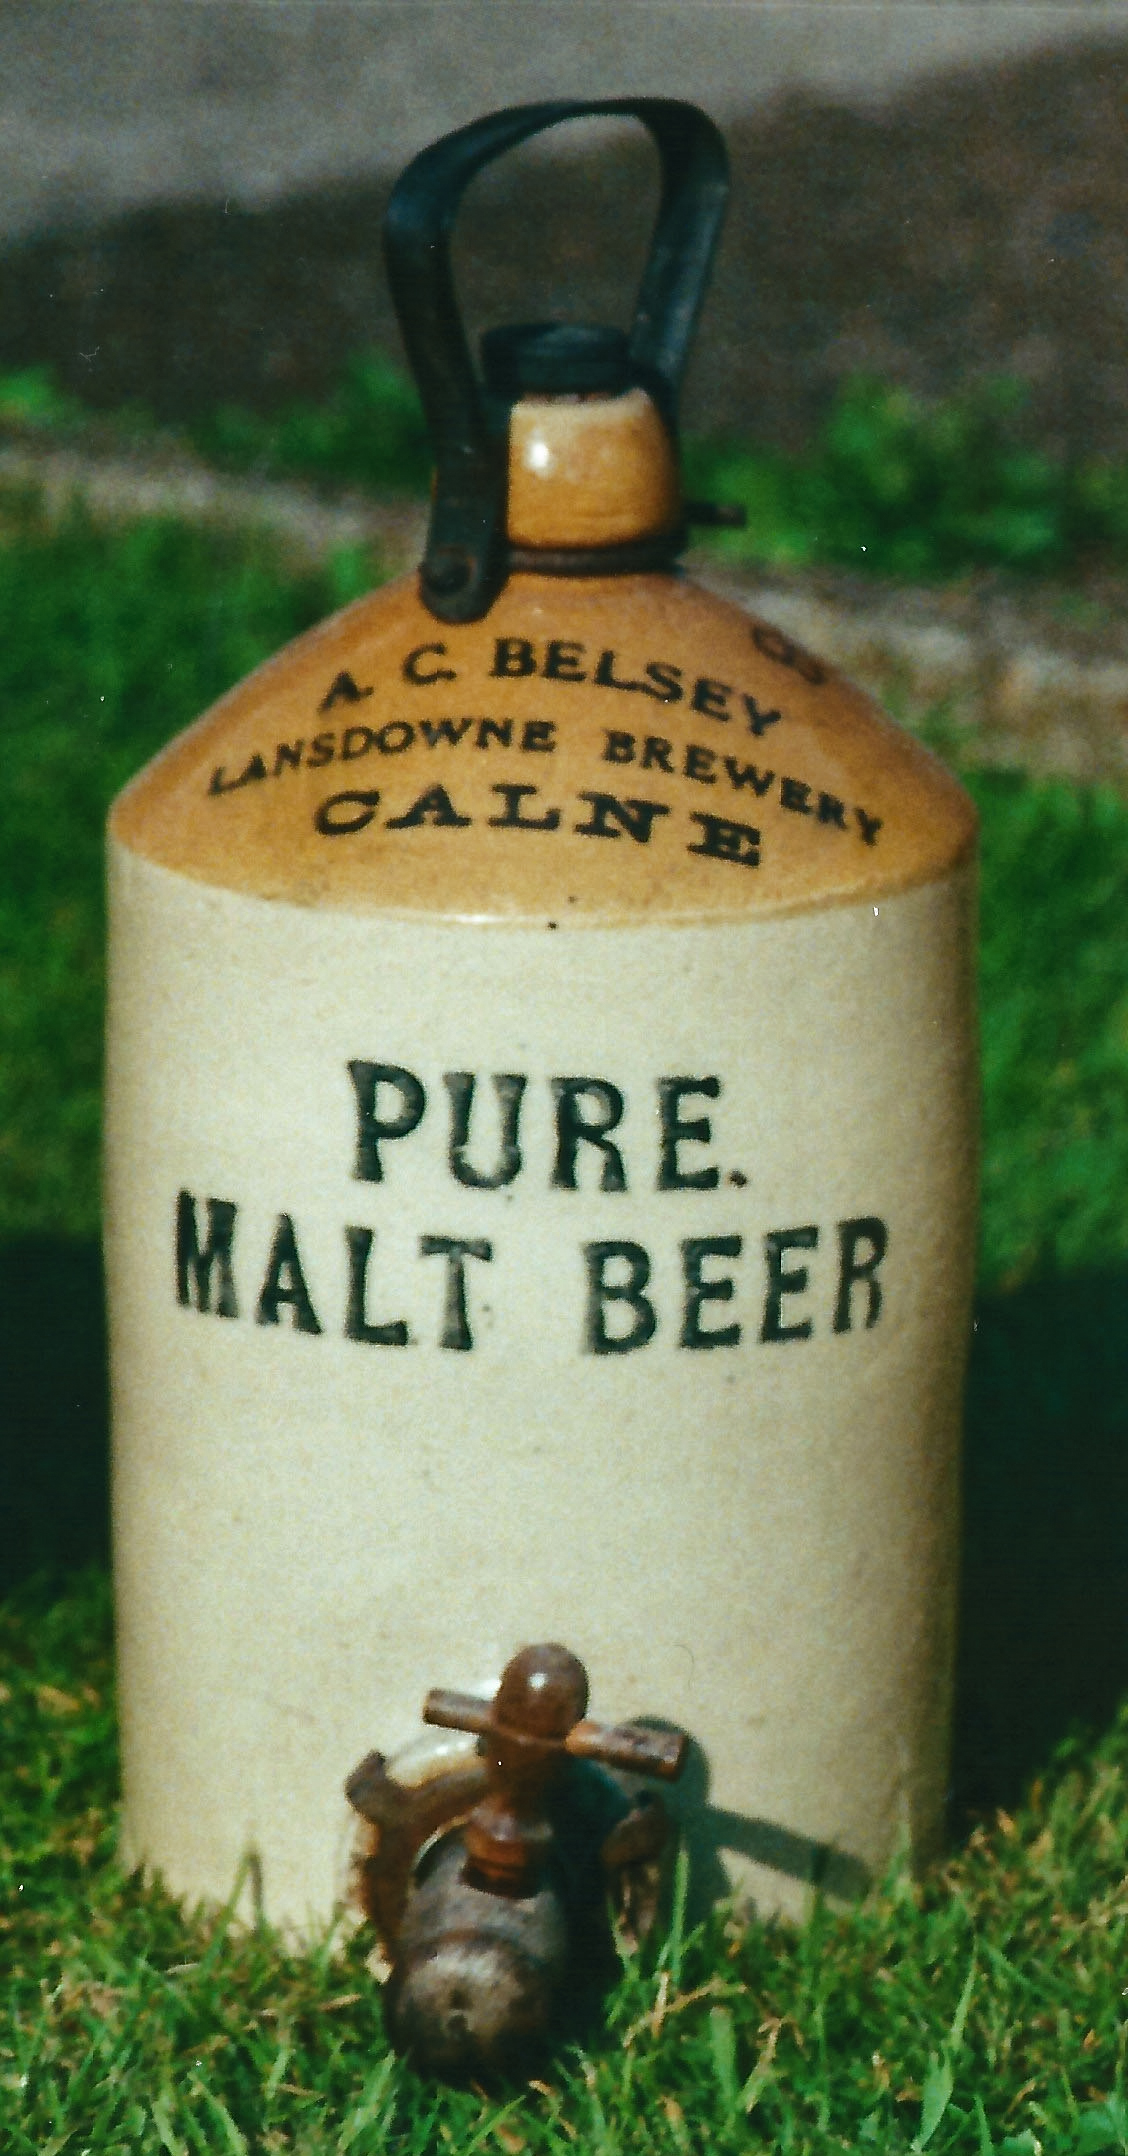 A. C. BELSEY
LANSDOWNE BREWERY
CALNE
PURE.
MALT BEER